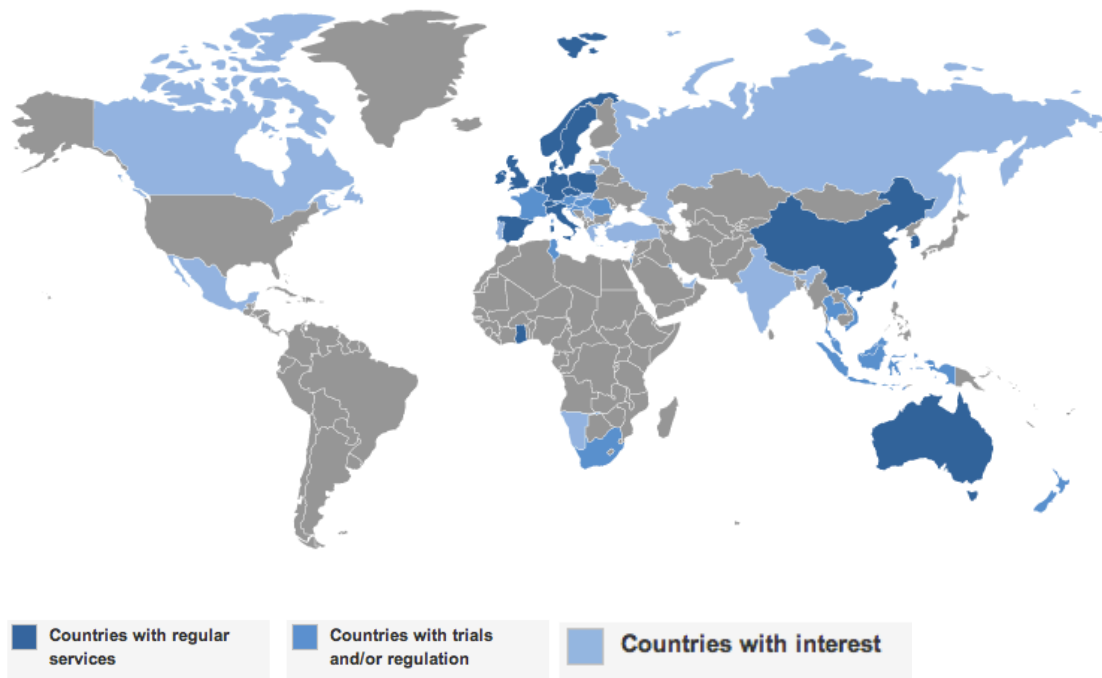 Countries with regular
services
Countries with trials
and/or regulation
Countries with interest